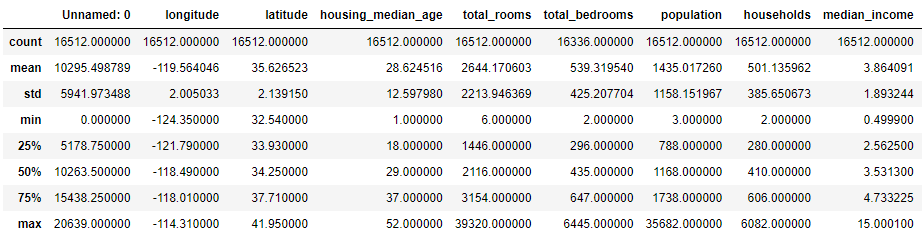 Unnamed: 0 longitude latitude housing_median_age total_rooms total_bedrooms population households median_income
count 16512.000000 16512.000000 16512.000000 16512.000000 16512.000000 16336.000000 16512.000000 16512.000000 16512.000000
mean 10295.498789 -119.564046 35.626523 28.624516 2644.170603 539.319540 1435.017260 501.135962 3.864091
std 5941.973488 2.005033 2.139150 12.597980 2213.946369 425.207704 1158.151967 385.650673 1.893244
min 0.000000 -124.350000 32.540000 1.000000 6.000000 2.000000 3.000000 2.000000 0.499900
25% 5178.750000 -121.790000 33.930000 18.000000 1446.000000 296.000000 788.000000 280.000000 2.562500
50% 10263.500000 -118.490000 34.250000 29.000000 2116.000000 435.000000 1168.000000 410.000000 3.531300
75% 15438.250000 -118.010000 37.710000 37.000000 3154.000000 647.000000 1738.000000 606.000000 4.733225
max 20639.000000 -114.310000 41.950000 52.000000 39320.000000 6445.000000 35682.000000 6082.000000 15.000100